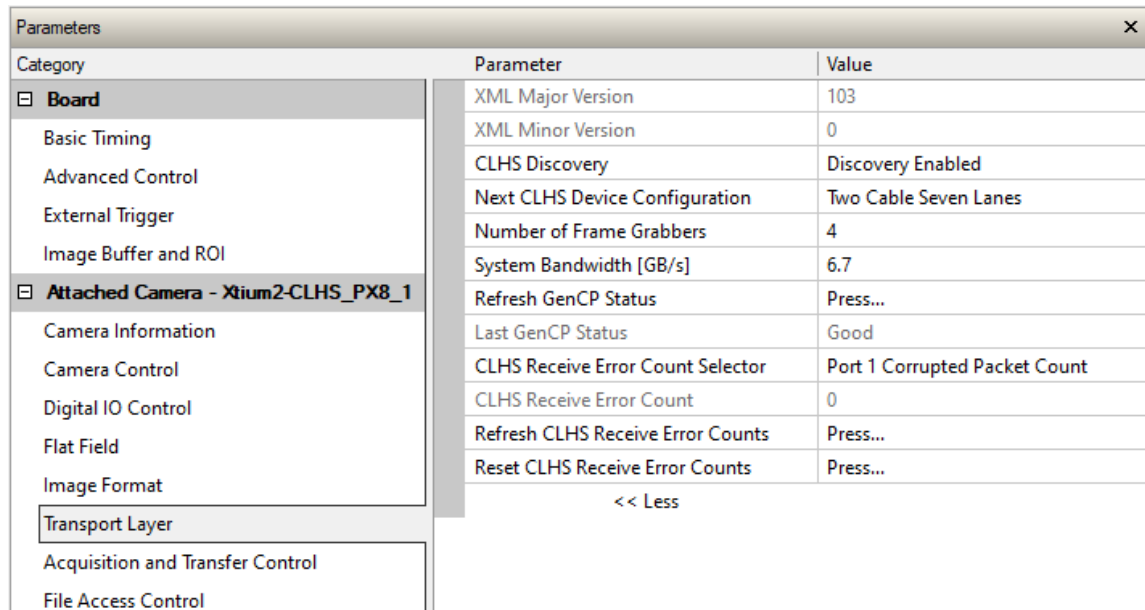 Parameters ×
Category Parameter Value
Board
Basic Timing
Advanced Control
External Trigger
Image Buffer and ROI
Attached Camera - Xtium2-CLHS_PX8_1
Camera Information
Camera Control
Digital IO Control
Flat Field
Image Format
Transport Layer
Acquisition and Transfer Control
File Access Control
XML Major Version 103
XML Minor Version 0
CLHS Discovery Discovery Enabled
Next CLHS Device Configuration Two Cable Seven Lanes
Number of Frame Grabbers 4
System Bandwidth [GB/s] 6.7
Refresh GenCP Status Press...
Last GenCP Status Good
CLHS Receive Error Count Selector Port 1 Corrupted Packet Count
CLHS Receive Error Count 0
Refresh CLHS Receive Error Counts Press...
Reset CLHS Receive Error Counts Press...
<< Less